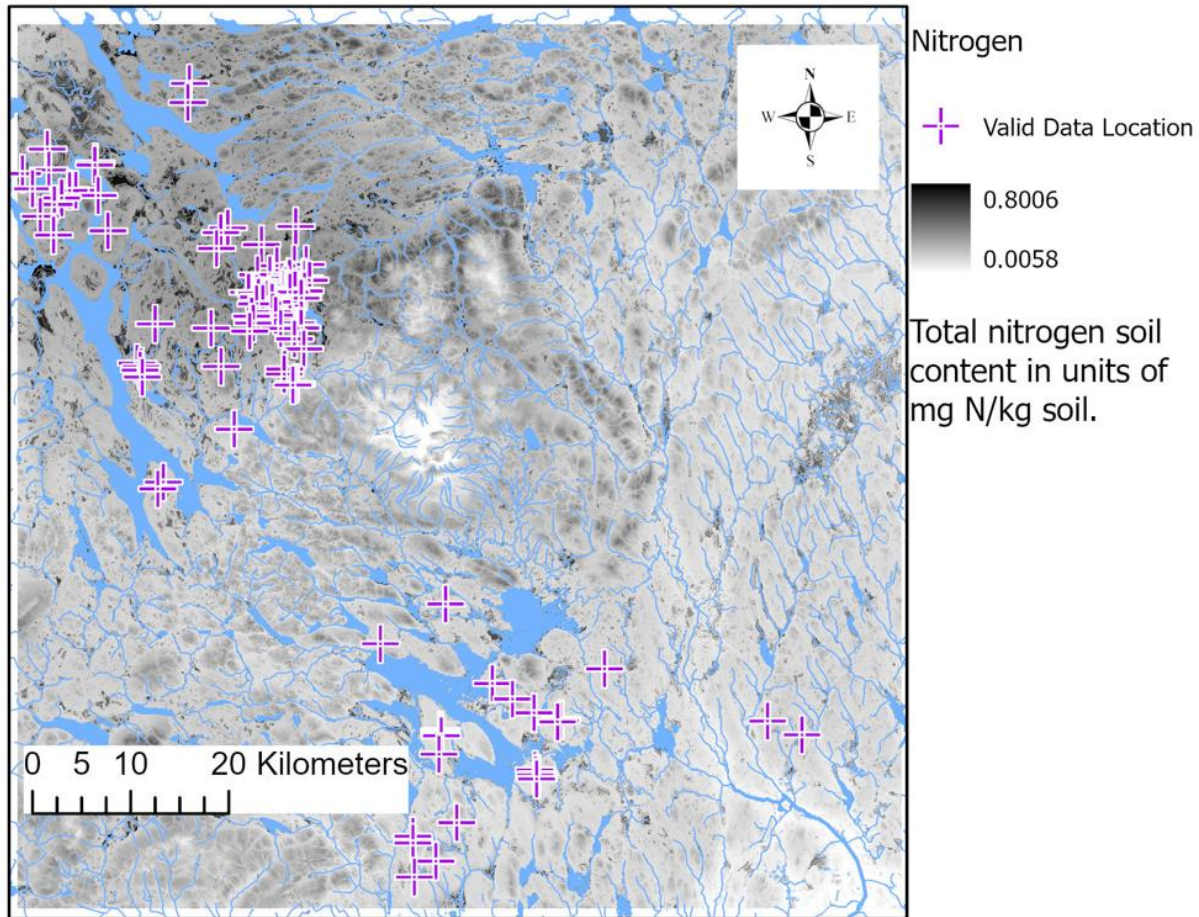 Nitrogen
N
W E
S
Valid Data Location
0.8006
0.0058
Total nitrogen soil
content in units of
mg N/kg soil.
0 5 10 20 Kilometers